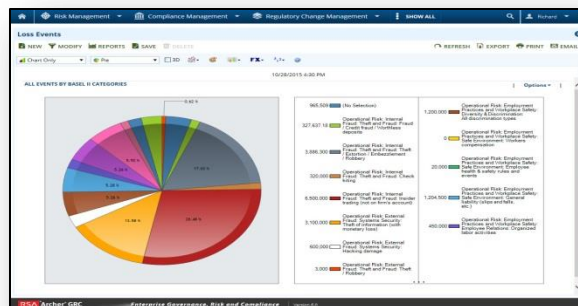 Risk Management
Compliance Management
Regulatory Change Management
SHOW ALL
Richard
Loss Events
NEW
MODIFY
REPORTS
SAVE
DELETE
REFRESH
EXPORT
PRINT
EMAIL
Chart Only
Pie
3D
FX
10/28/2015 4:30 PM
ALL EVENTS BY BASEL II CATEGORIES
Options
965,509 (No Selection)
327,637.18 Operational Risk: Internal
Fraud: Theft and Fraud: Fraud
/ Credit fraud / Worthless
deposits
Operational Risk: Internal
Fraud: Theft and Fraud: Theft
/ Extortion / Embezzlement
/ Robbery
320,000 Operational Risk: Internal
Fraud: Theft and Fraud: Check
kiting
Operational Risk: Internal
Fraud: Theft and Fraud: Insider
trading (not on firm's account)
3,100,000 Operational Risk: External
Fraud: Systems Security:
Theft of information (with
monetary loss)
600,000 Operational Risk: External
Fraud: Systems Security:
Hacking damage
3,000 Operational Risk: External
Fraud: Theft and Fraud: Theft
/ Robbery
1,200,000 Operational Risk: Employment
Practices and Workplace Safety:
Diversity & Discrimination:
All discrimination types
0 Operational Risk: Employment
Practices and Workplace Safety:
Safe Environment: Workers
compensation
20,000 Operational Risk: Employment
Practices and Workplace Safety:
Safe Environment: Employee
health & safety rules and
events
1,204,500 Operational Risk: Employment
Practices and Workplace Safety:
Safe Environment: General
liability (slips and falls,
etc.)
450,000 Operational Risk: Employment
Practices and Workplace Safety:
Employee Relations: Organized
labor activities
RSA Archer GRC
Enterprise Governance, Risk and Compliance